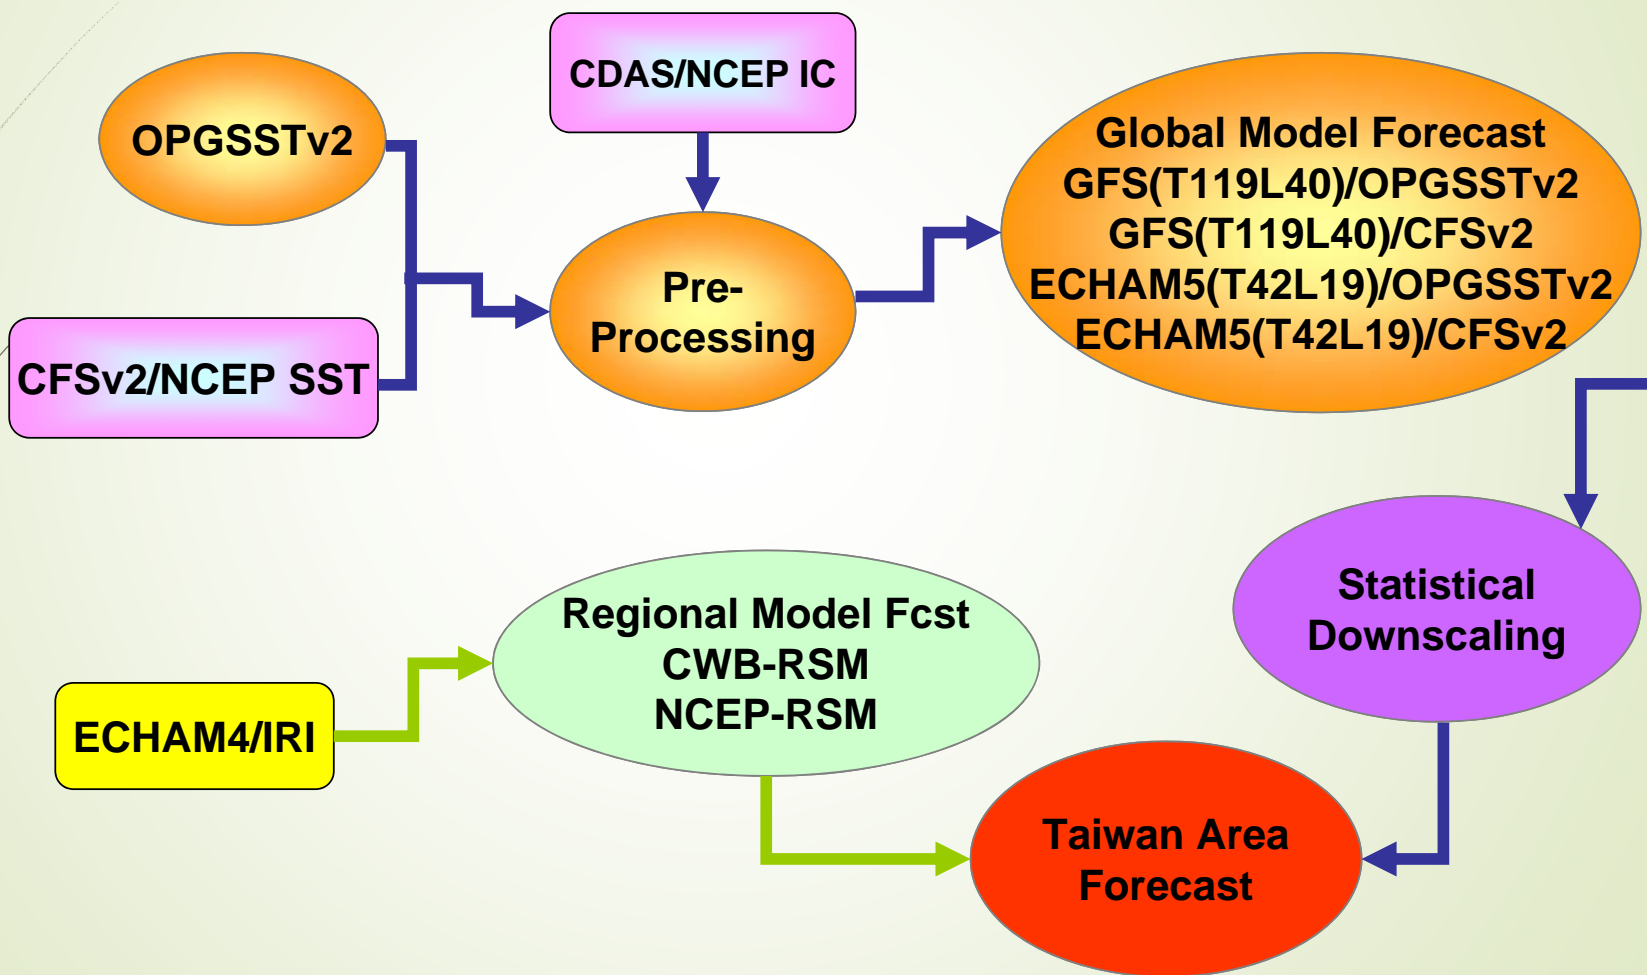 CDAS/NCEP IC
OPGSSTv2
Global Model Forecast
GFS(T119L40)/OPGSSTv2
GFS(T119L40)/CFSv2
ECHAM5(T42L19)/OPGSSTv2
ECHAM5(T42L19)/CFSv2
Pre-
Processing
CFSv2/NCEP SST
Statistical
Downscaling
Regional Model Fcst
CWB-RSM
NCEP-RSM
ECHAM4/IRI
Taiwan Area
Forecast